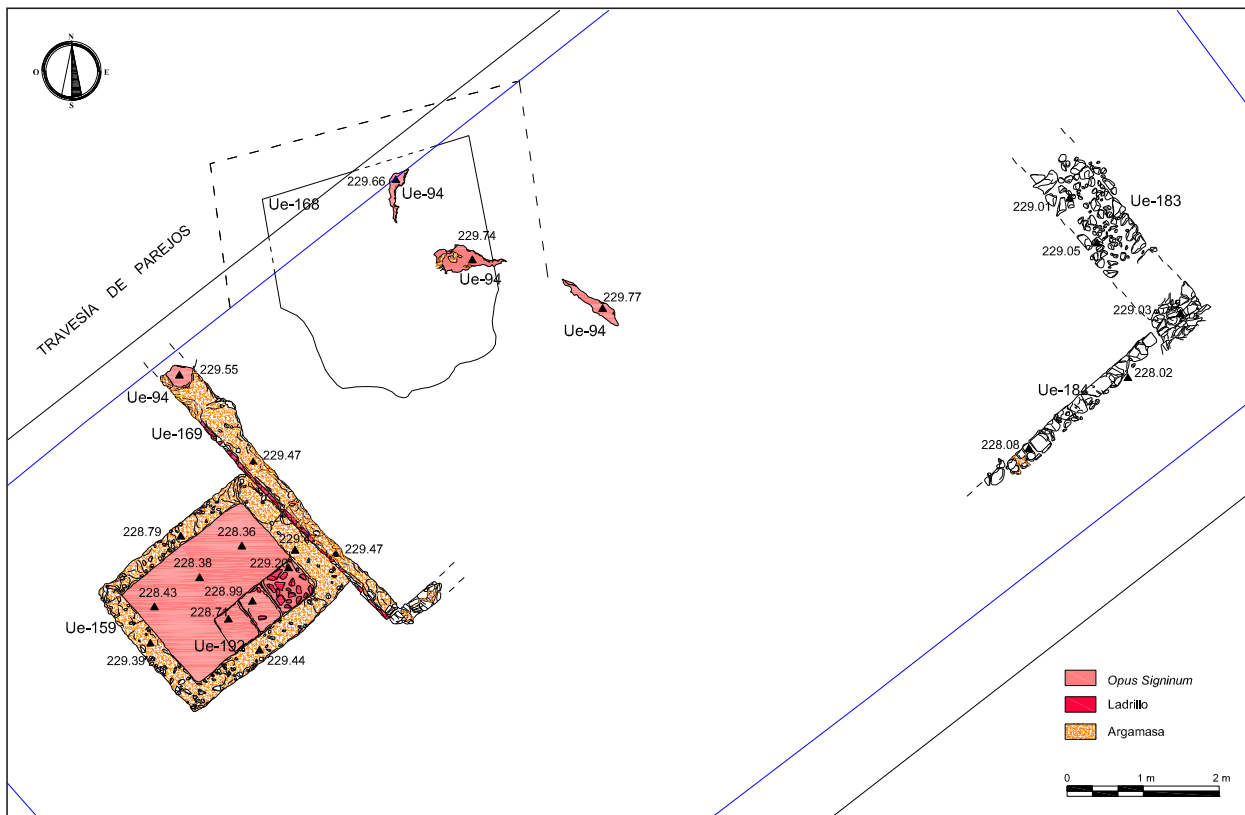 N
O
E
S
TRAVESÍA DE PAREJOS
229.66
Ue-94
Ue-168
229.74
Ue-94
229.77
Ue-94
229.01
Ue-183
229.05
229.03
228.02
Ue-184
228.08
229.55
Ue-94
Ue-169
229.47
228.79
228.36
229.47
228.38
229.20
228.99
228.43
228.74
Ue-159
Ue-192
229.39
229.44
Opus Signinum
Ladrillo
Argamasa
0 1 m 2 m